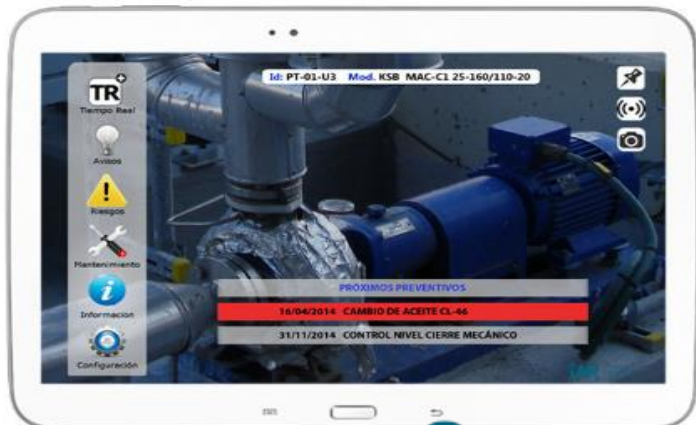 Id: PT-01-U3 Mod. KSB MAC-C1 25-160/110-20
TR
Tiempo Real
Avisos
Riesgos
Mantenimiento
Informacion
Configuración
PRÓXIMOS PREVENTIVOS
16/04/2014 CAMBIO DE ACEITE CL-46
31/11/2014 CONTROL NIVEL CIERRE MECÁNICO